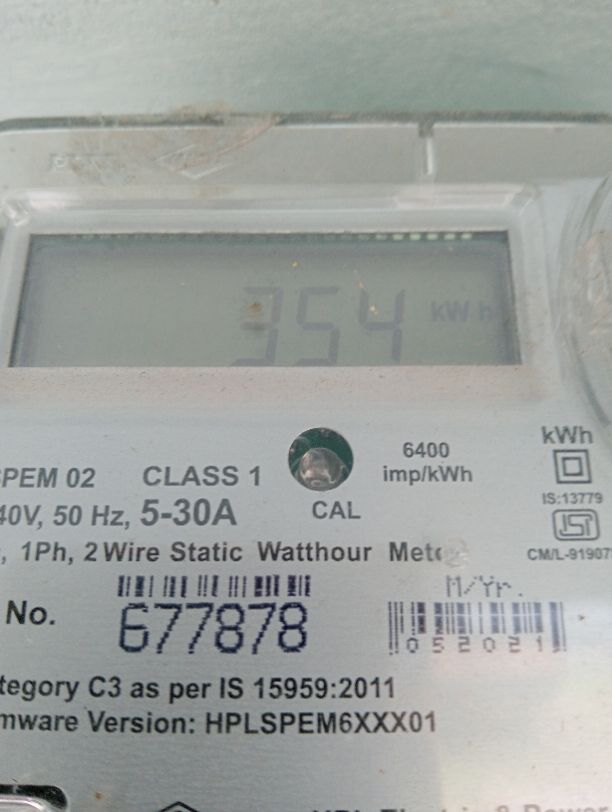 354 kWh
kWh
6400
imp/kWh
PEM 02 CLASS 1
IS:13779
40V, 50 Hz, 5-30A CAL
, 1Ph, 2 Wire Static Watthour
CM/L-91907
M/Yr.
No. 677878
052021
tegory C3 as per IS 15959:2011
mware Version: HPLSPEM6XXX01